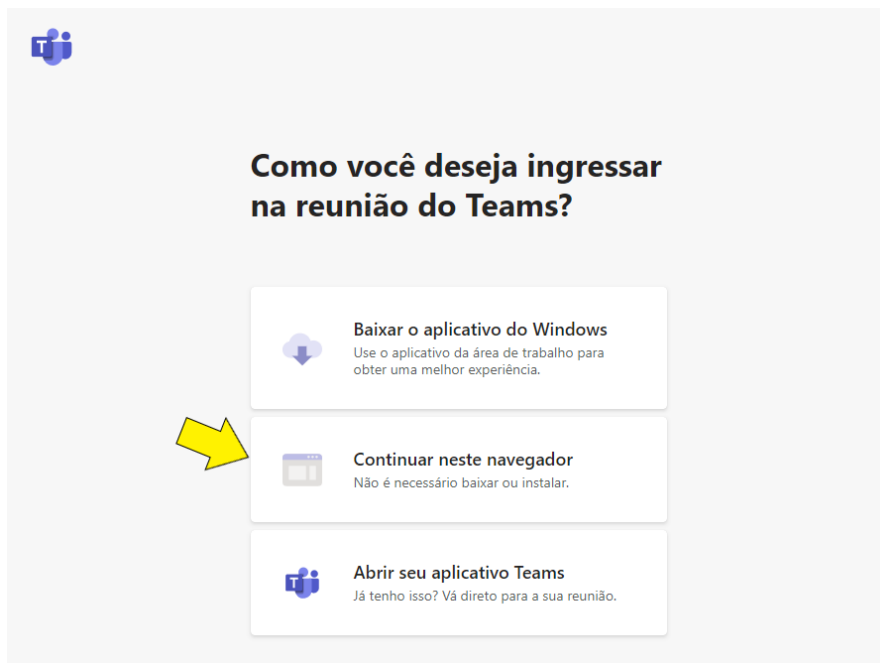 Como você deseja ingressar
na reunião do Teams?
Baixar o aplicativo do Windows
Use o aplicativo da área de trabalho para
obter uma melhor experiência.
Continuar neste navegador
Não é necessário baixar ou instalar.
Abrir seu aplicativo Teams
Já tenho isso? Vá direto para a sua reunião.